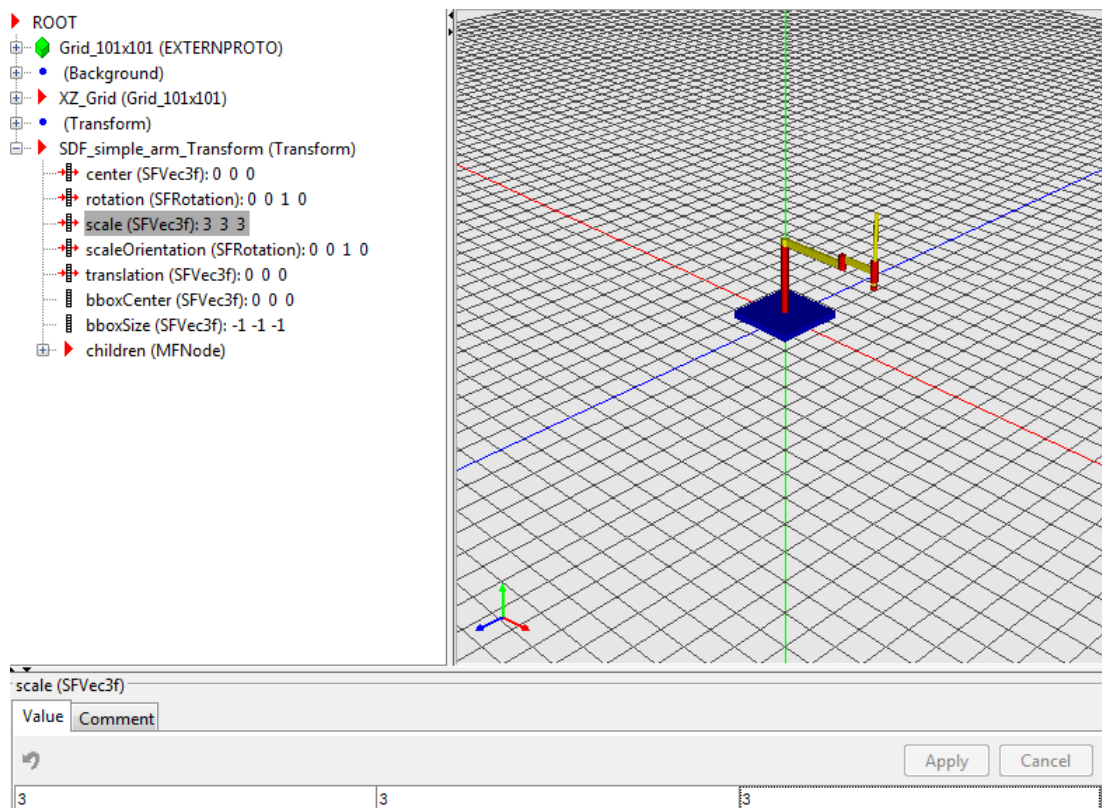 ROOT
Grid_101x101 (EXTERNPROTO)
(Background)
XZ_Grid (Grid_101x101)
(Transform)
SDF_simple_arm_Transform (Transform)
center (SFVec3f): 0 0 0
rotation (SFRotation): 0 0 1 0
scale (SFVec3f): 3 3 3
scaleOrientation (SFRotation): 0 0 1 0
translation (SFVec3f): 0 0 0
bboxCenter (SFVec3f): 0 0 0
bboxSize (SFVec3f): -1 -1 -1
children (MFNode)
scale (SFVec3f)
Value Comment
Apply Cancel
3 3 3